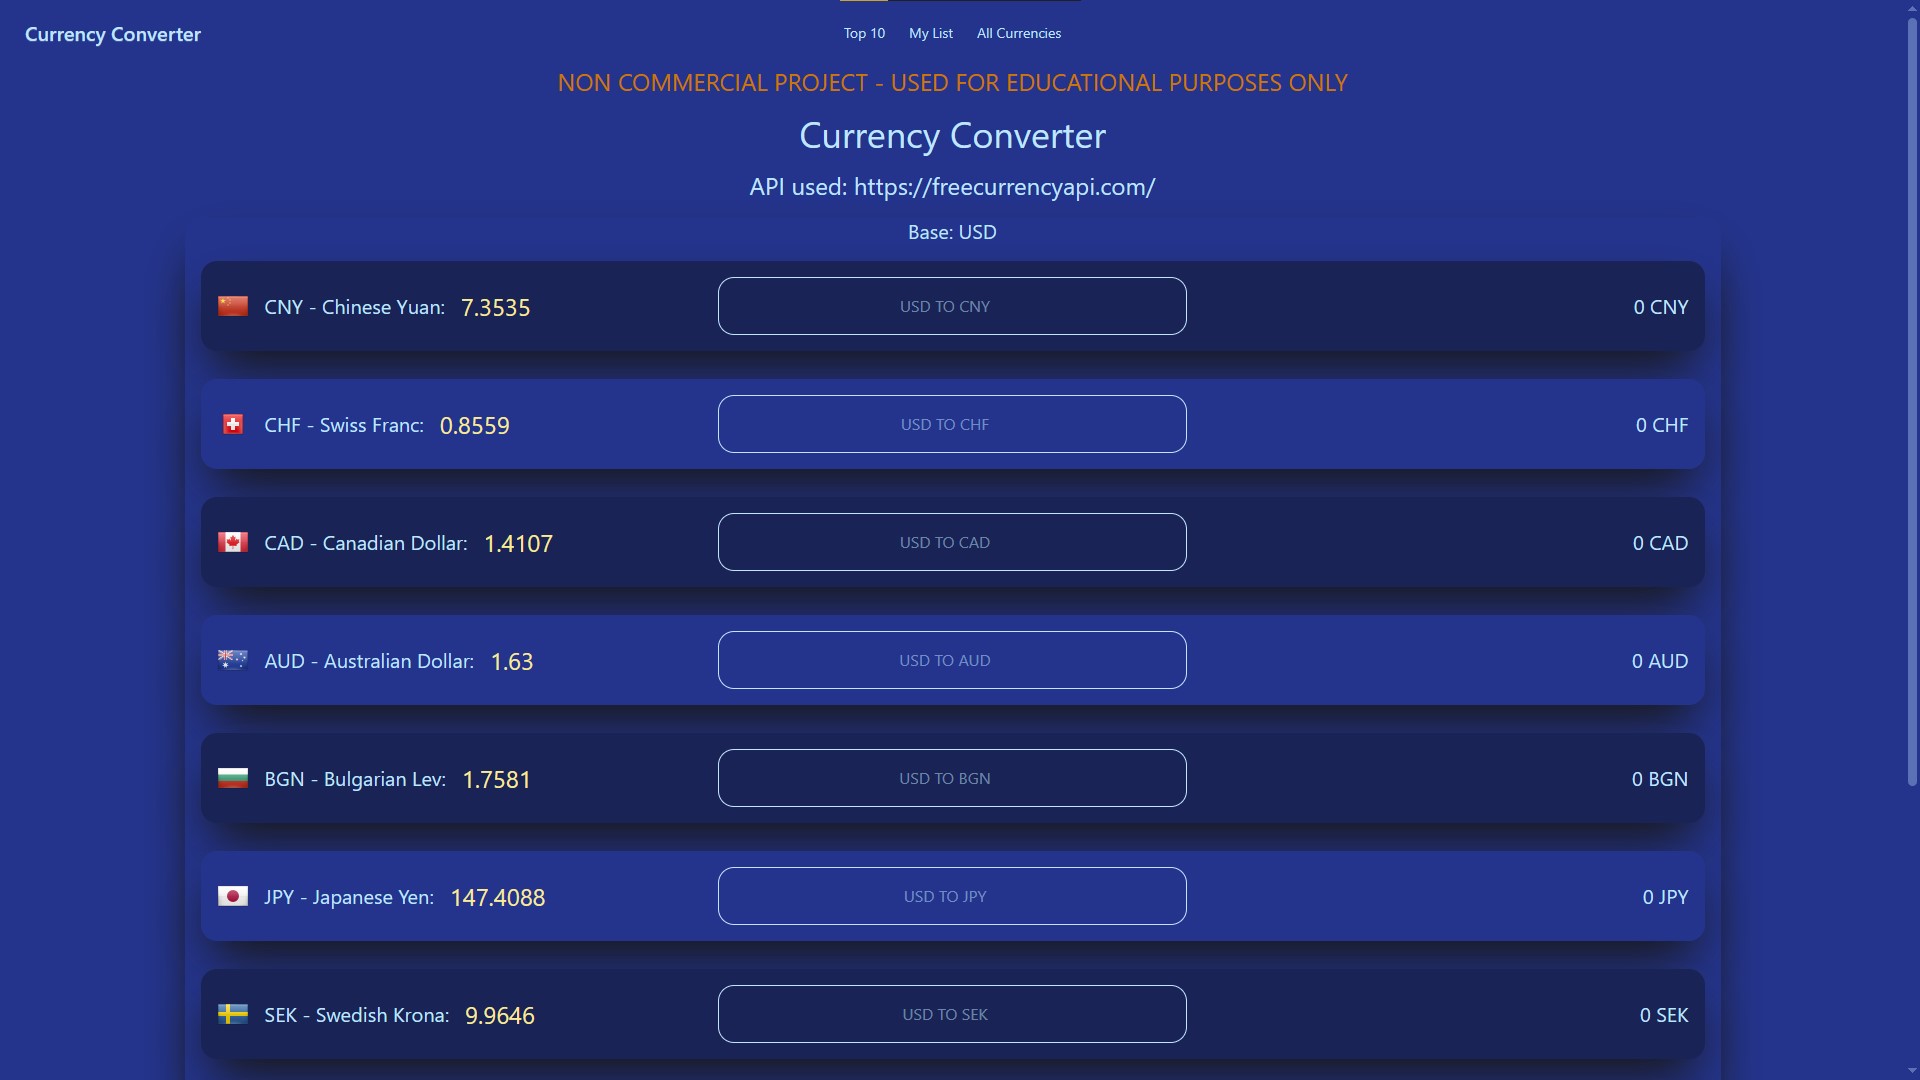 Currency Converter
Top 10 My List All Currencies
NON COMMERCIAL PROJECT - USED FOR EDUCATIONAL PURPOSES ONLY
Currency Converter
API used: https://freecurrencyapi.com/
Base: USD
CNY - Chinese Yuan: 7.3535 USD TO CNY 0 CNY
CHF - Swiss Franc: 0.8559 USD TO CHF 0 CHF
CAD - Canadian Dollar: 1.4107 USD TO CAD 0 CAD
AUD - Australian Dollar: 1.63 USD TO AUD 0 AUD
BGN - Bulgarian Lev: 1.7581 USD TO BGN 0 BGN
JPY - Japanese Yen: 147.4088 USD TO JPY 0 JPY
SEK - Swedish Krona: 9.9646 USD TO SEK 0 SEK